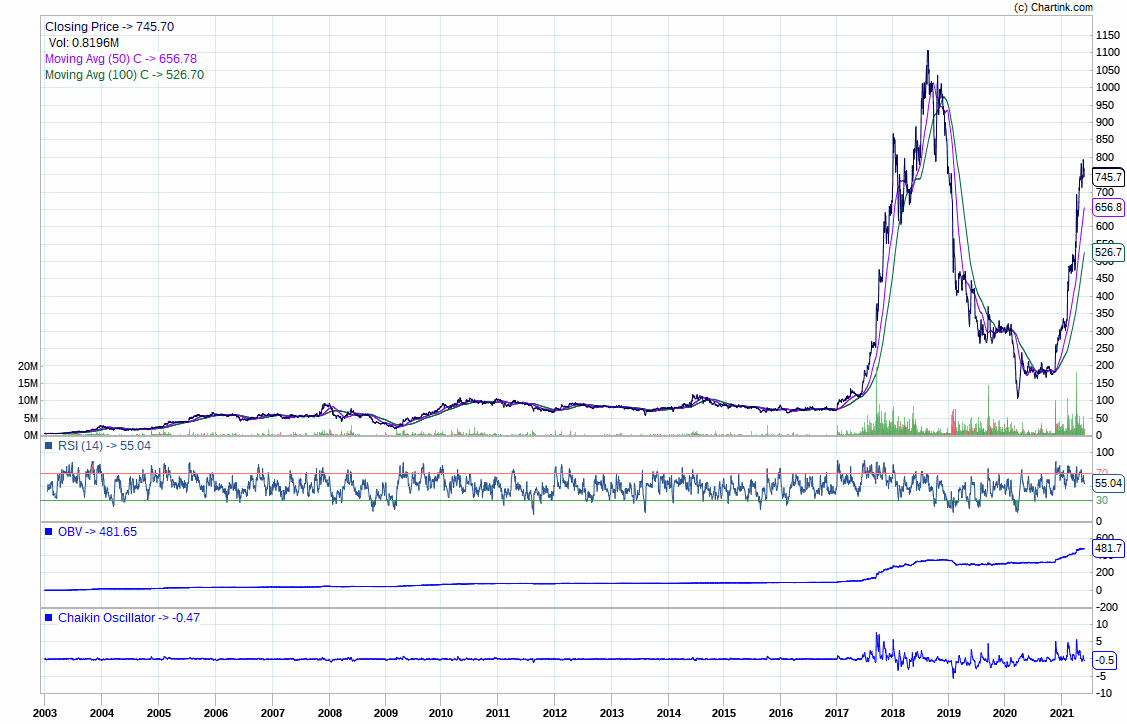 (c) Chartink.com
Closing Price -> 745.70
Vol: 0.8196M
Moving Avg (50) C -> 656.78
Moving Avg (100) C -> 526.70
1150
1100
1050
1000
950
900
850
800
745.7
700
656.8
600
550
526.7
500
450
400
350
300
250
200
150
100
50
0
20M
15M
10M
5M
0M
RSI (14) -> 55.04
100
70
55.04
30
0
OBV -> 481.65
600
481.7
400
200
0
-200
Chaikin Oscillator -> -0.47
10
5
-0.5
-5
-10
2003 2004 2005 2006 2007 2008 2009 2010 2011 2012 2013 2014 2015 2016 2017 2018 2019 2020 2021